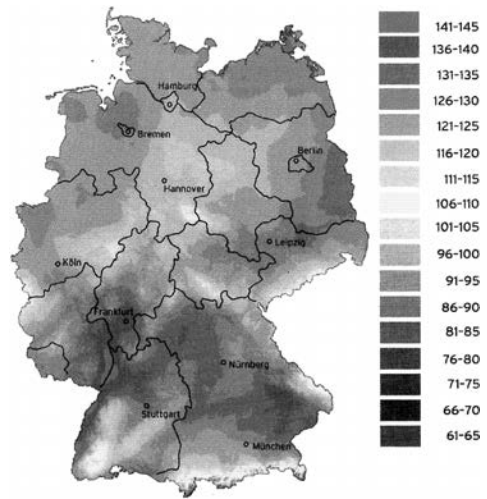 141-145
136-140
131-135
126-130
121-125
116-120
111-115
106-110
101-105
96-100
91-95
86-90
81-85
76-80
71-75
66-70
61-65
Hamburg
Bremen
Berlin
Hannover
Leipzig
Köln
Frankfurt
Nürnberg
Stuttgart
München